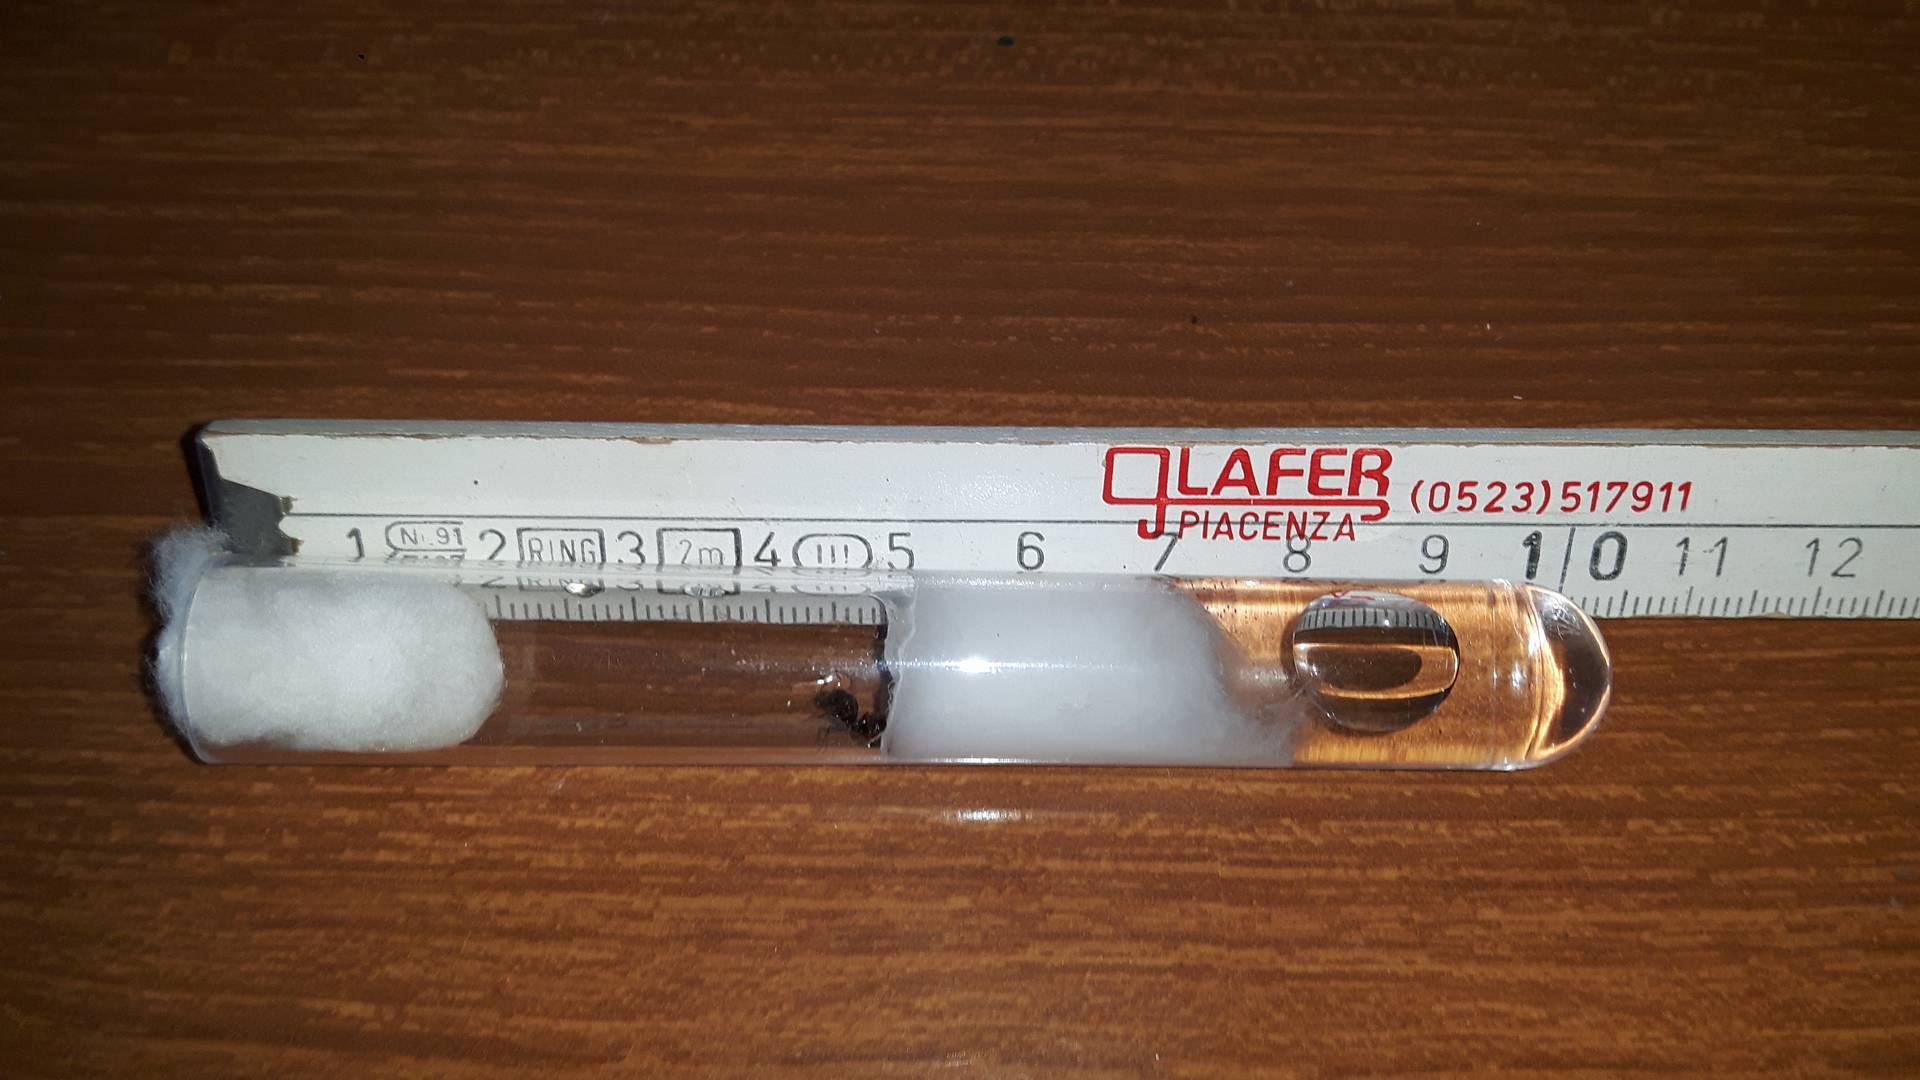 LAFER
(0523)517911
PIACENZA
1 N.91 2 RING 3 2m 4 III 5 6 7 8 9 10 11 12